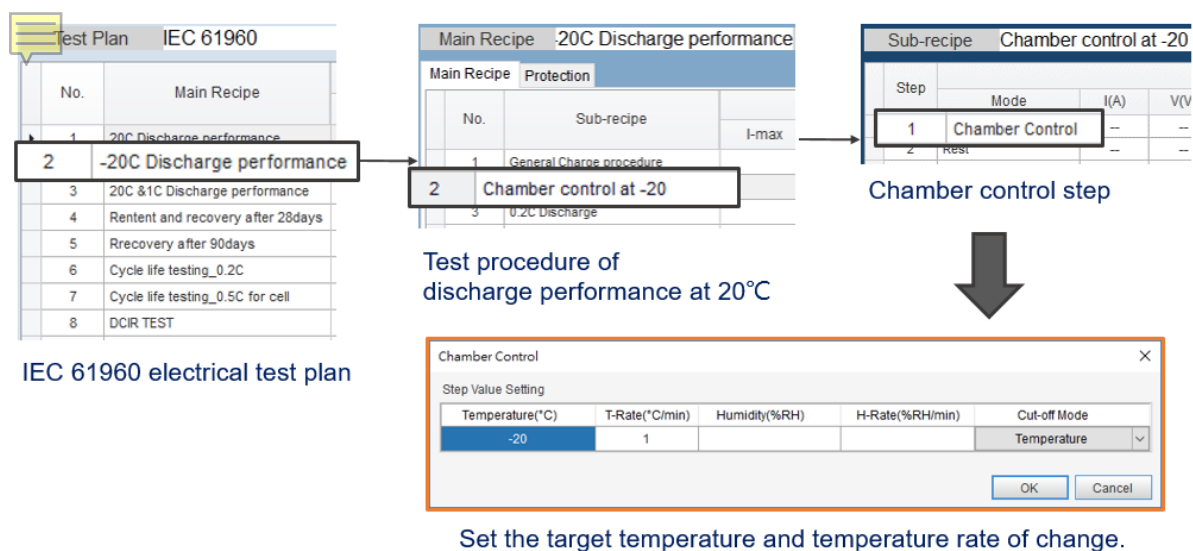 Test Plan IEC 61960
No. Main Recipe
1 20C Discharge performance
2 -20C Discharge performance
3 20C &1C Discharge performance
4 Rentent and recovery after 28days
5 Rrecovery after 90days
6 Cycle life testing_0.2C
7 Cycle life testing_0.5C for cell
8 DCIR TEST
IEC 61960 electrical test plan
Main Recipe -20C Discharge performance
Main Recipe Protection
No. Sub-recipe
I-max
1 General Charge procedure
2 Chamber control at -20
3 0.2C Discharge
Test procedure of
discharge performance at 20℃
Sub-recipe Chamber control at -20
Step
Mode I(A) V(V
1 Chamber Control -- --
2 Rest -- --
Chamber control step
Chamber Control
Step Value Setting
Temperature(°C) T-Rate(°C/min) Humidity(%RH) H-Rate(%RH/min) Cut-off Mode
-20 1 Temperature
OK Cancel
Set the target temperature and temperature rate of change.